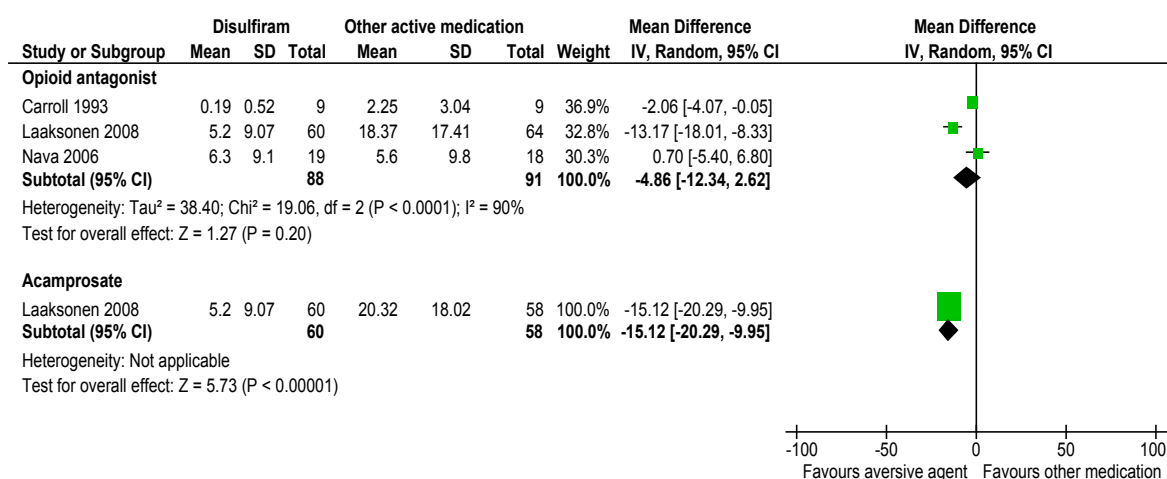 Disulfiram Other active medication Mean Difference Mean Difference
Study or Subgroup Mean SD Total Mean SD Total Weight IV, Random, 95% CI IV, Random, 95% CI
Opioid antagonist
Carroll 1993 0.19 0.52 9 2.25 3.04 9 36.9% -2.06 [-4.07, -0.05]
Laaksonen 2008 5.2 9.07 60 18.37 17.41 64 32.8% -13.17 [-18.01, -8.33]
Nava 2006 6.3 9.1 19 5.6 9.8 18 30.3% 0.70 [-5.40, 6.80]
Subtotal (95% CI) 88 91 100.0% -4.86 [-12.34, 2.62]
Heterogeneity: Tau² = 38.40; Chi² = 19.06, df = 2 (P < 0.0001); I² = 90%
Test for overall effect: Z = 1.27 (P = 0.20)
Acamprosate
Laaksonen 2008 5.2 9.07 60 20.32 18.02 58 100.0% -15.12 [-20.29, -9.95]
Subtotal (95% CI) 60 58 100.0% -15.12 [-20.29, -9.95]
Heterogeneity: Not applicable
Test for overall effect: Z = 5.73 (P < 0.00001)
-100 -50 0 50 100
Favours aversive agent Favours other medication